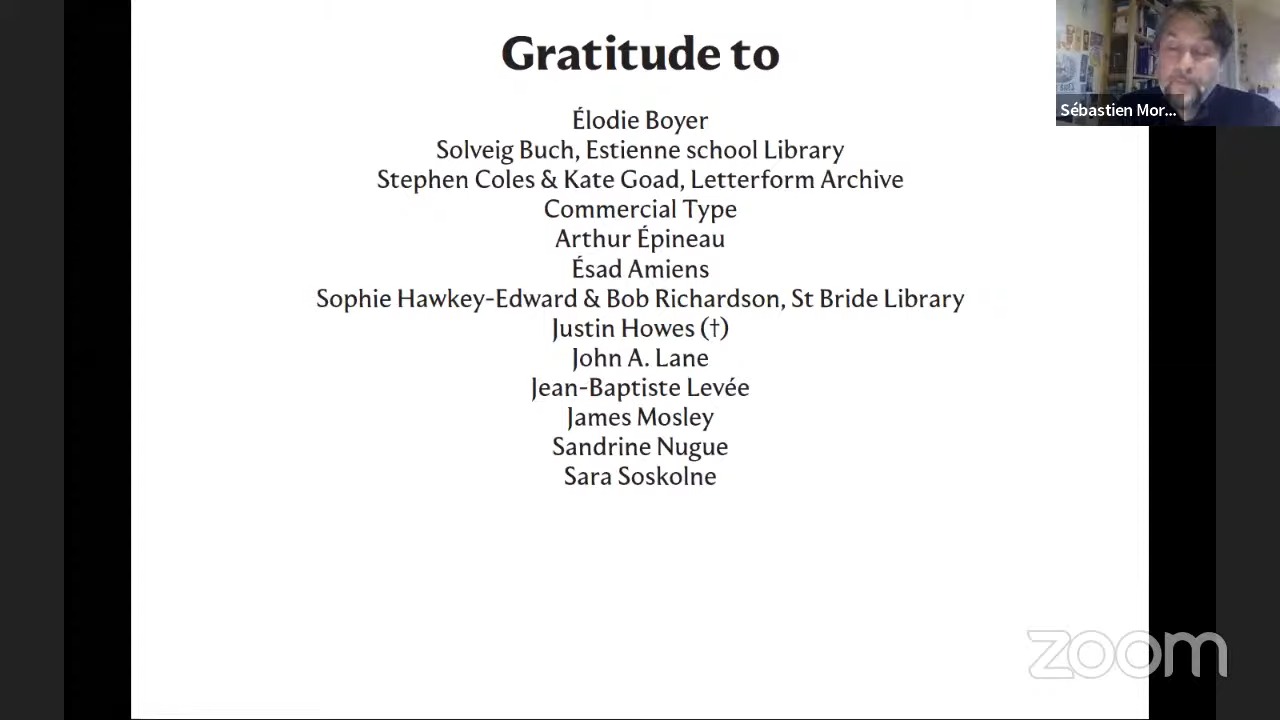 Gratitude to
Élodie Boyer
Solveig Buch, Estienne school Library
Stephen Coles & Kate Goad, Letterform Archive
Commercial Type
Arthur Épineau
Ésad Amiens
Sophie Hawkey-Edward & Bob Richardson, St Bride Library
Justin Howes (†)
John A. Lane
Jean-Baptiste Levée
James Mosley
Sandrine Nugue
Sara Soskolne
Sébastien Mor...
zoom